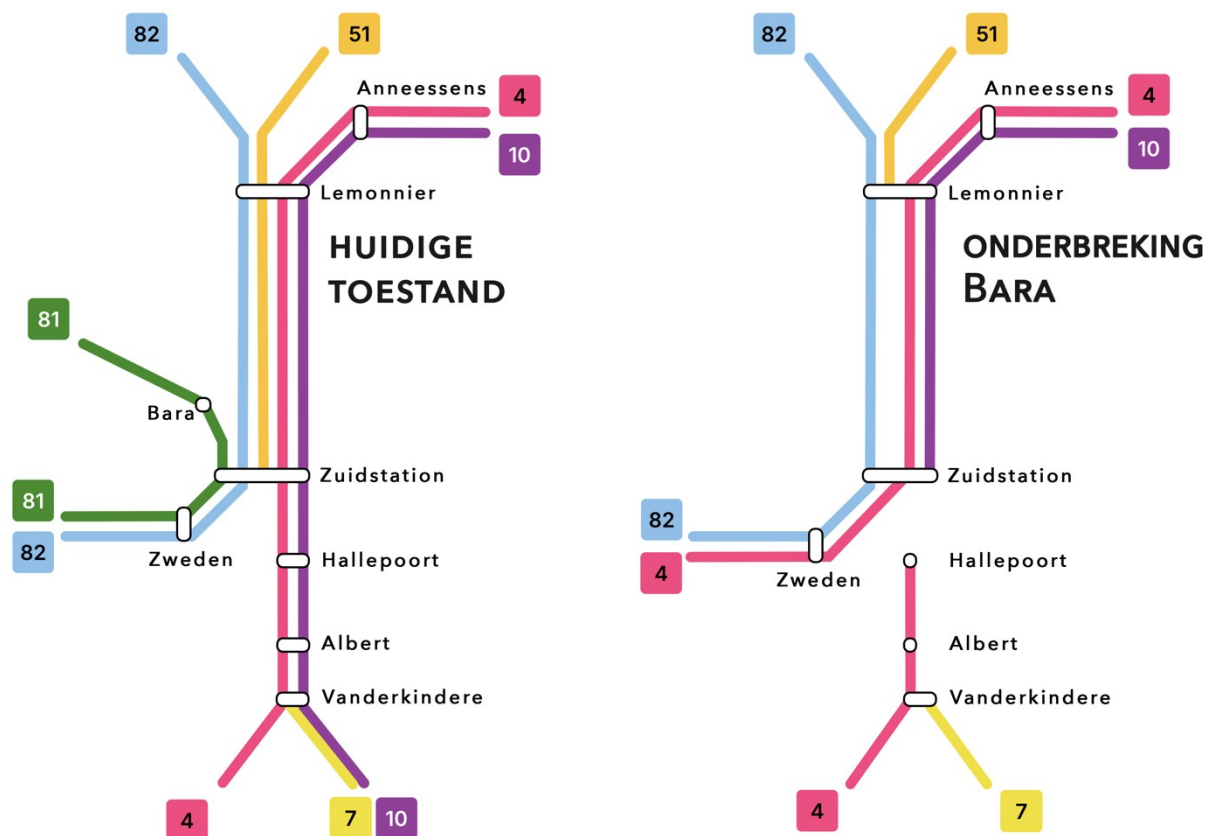 82
51
Anneessens
4
10
Lemonnier
HUIDIGE
TOESTAND
81
Bara
Zuidstation
81
82
Zweden
Hallepoort
Albert
Vanderkindere
4
7
10
82
51
Anneessens
4
10
Lemonnier
ONDERBREKING
BARA
Zuidstation
82
4
Zweden
Hallepoort
Albert
Vanderkindere
4
7